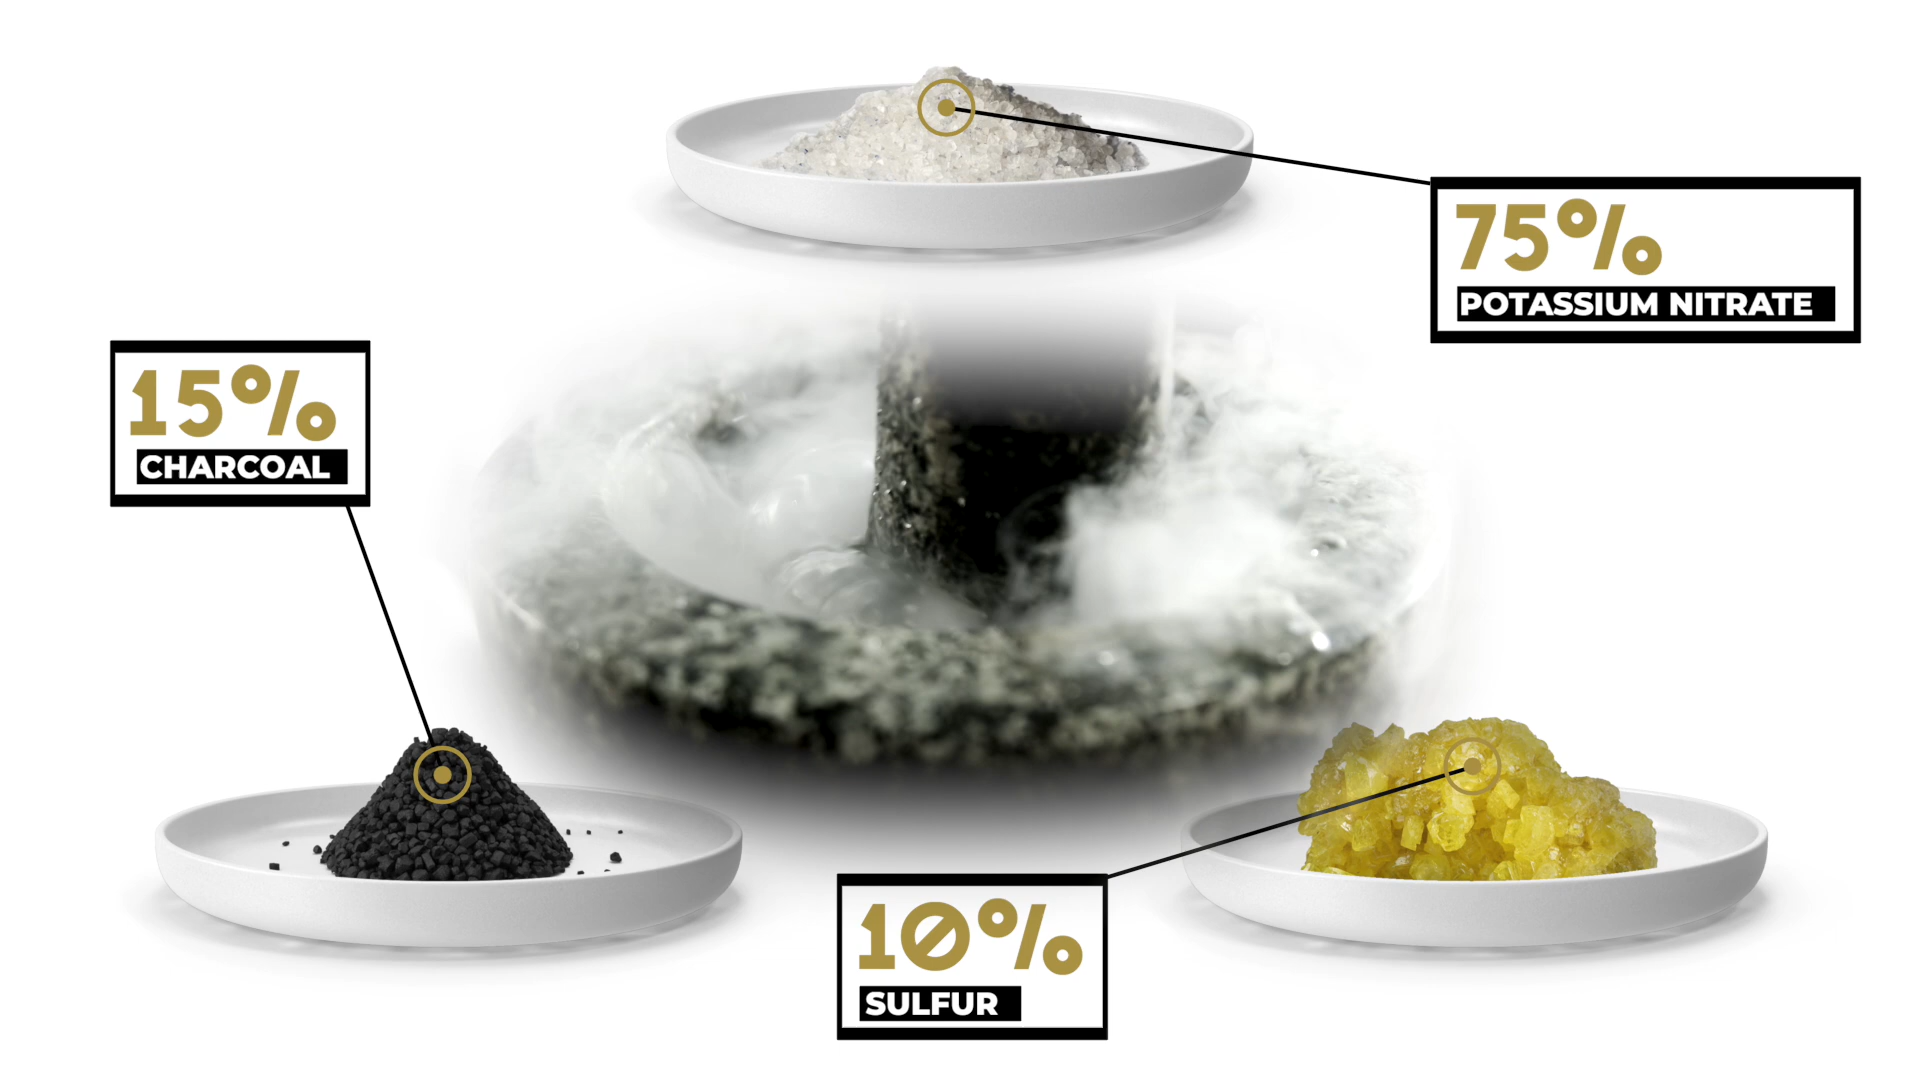 75%
POTASSIUM NITRATE
15%
CHARCOAL
10%
SULFUR